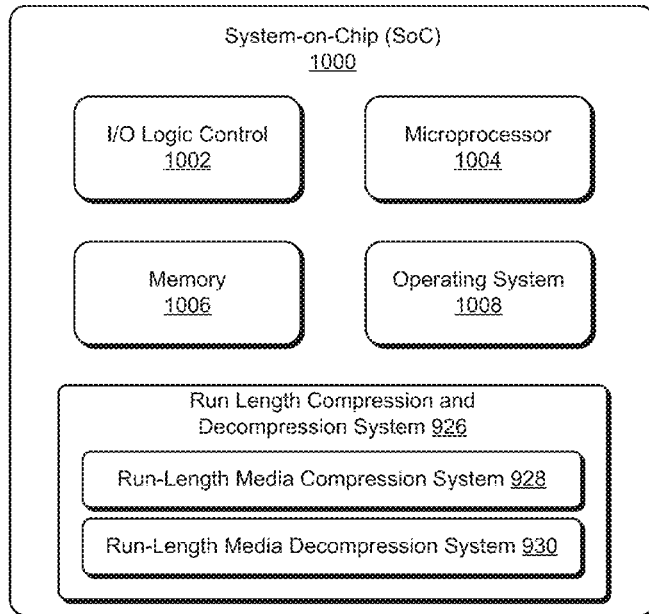 System-on-Chip (SoC)
1000
I/O Logic Control
1002
Microprocessor
1004
Memory
1006
Operating System
1008
Run Length Compression and
Decompression System 926
Run-Length Media Compression System 928
Run-Length Media Decompression System 930